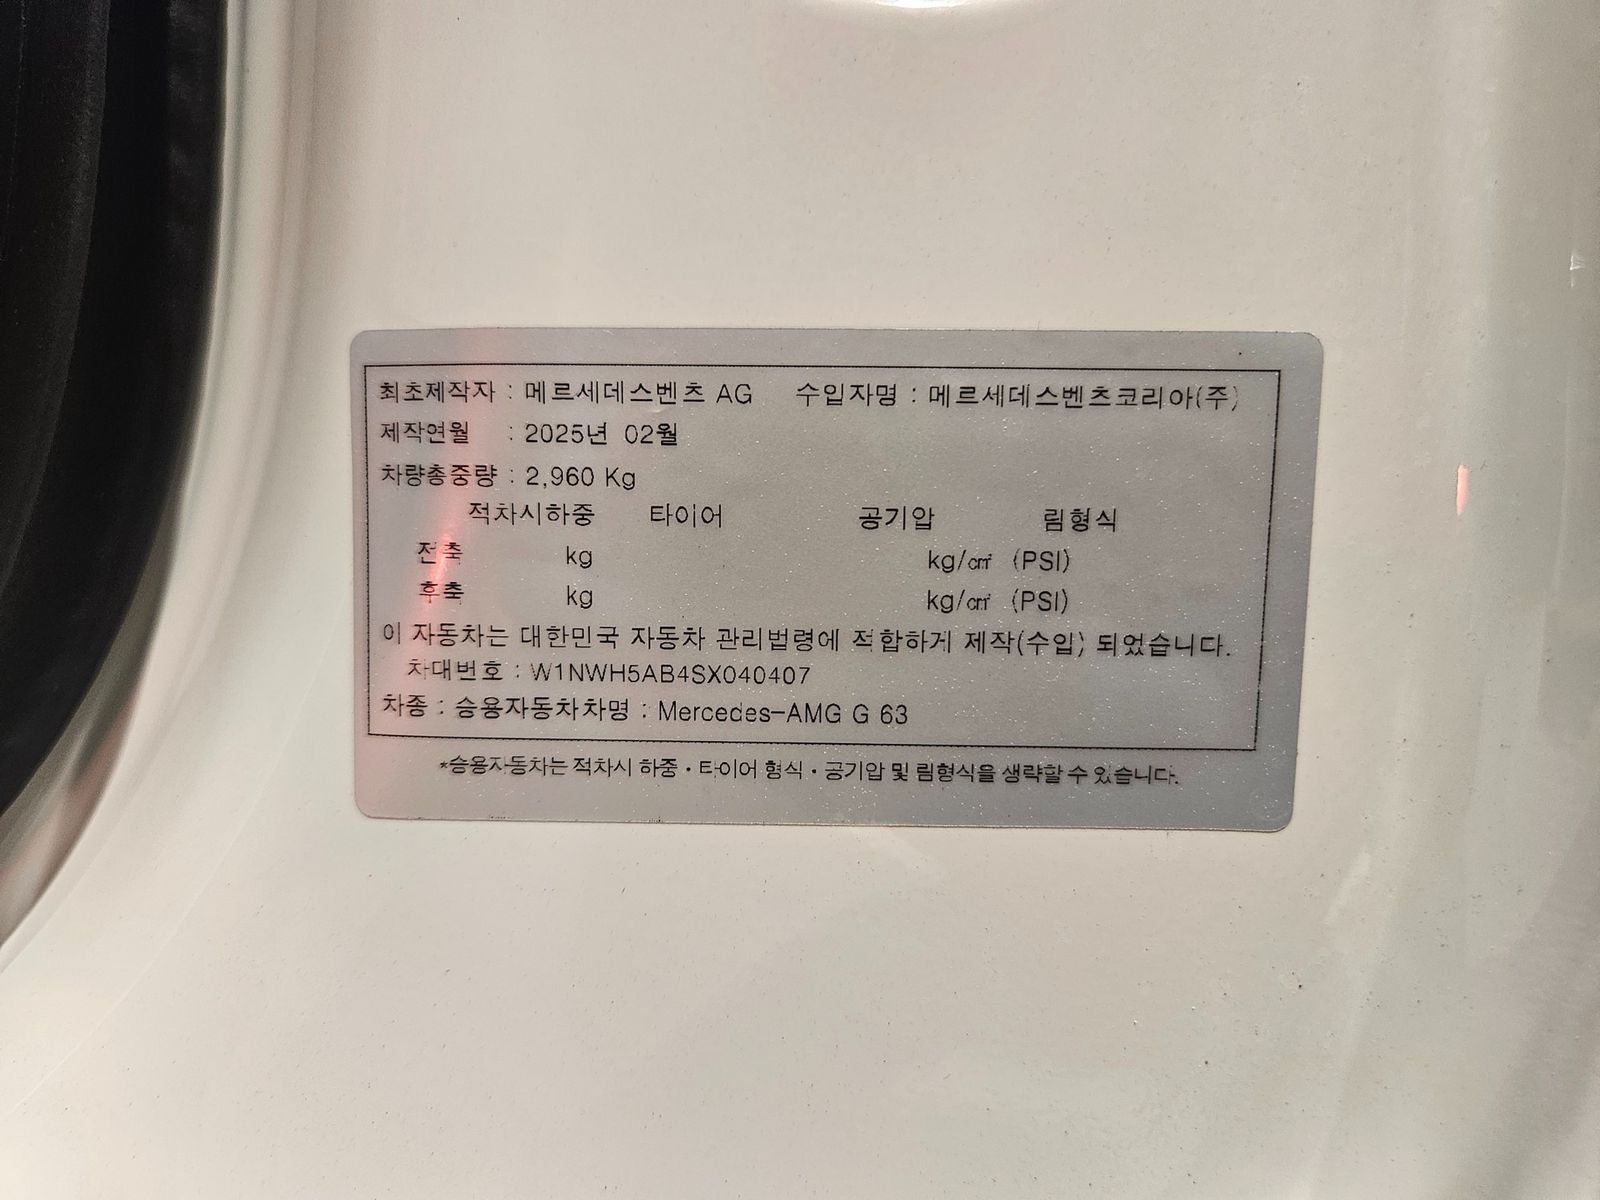 최초제작자 : 메르세데스벤츠 AG 수입자명 : 메르세데스벤츠코리아(주)
제작연월 : 2025년 02월
차량총중량 : 2,960 Kg
적차시하중 타이어 공기압 림형식
전축 kg kg/㎠ (PSI)
후축 kg kg/㎠ (PSI)
이 자동차는 대한민국 자동차 관리법령에 적합하게 제작(수입) 되었습니다.
차대번호 : W1NWH5AB4SX040407
차종 : 승용자동차차명 : Mercedes-AMG G 63
*승용자동차는 적차시 하중·타이어 형식·공기압 및 림형식을 생략할 수 있습니다.